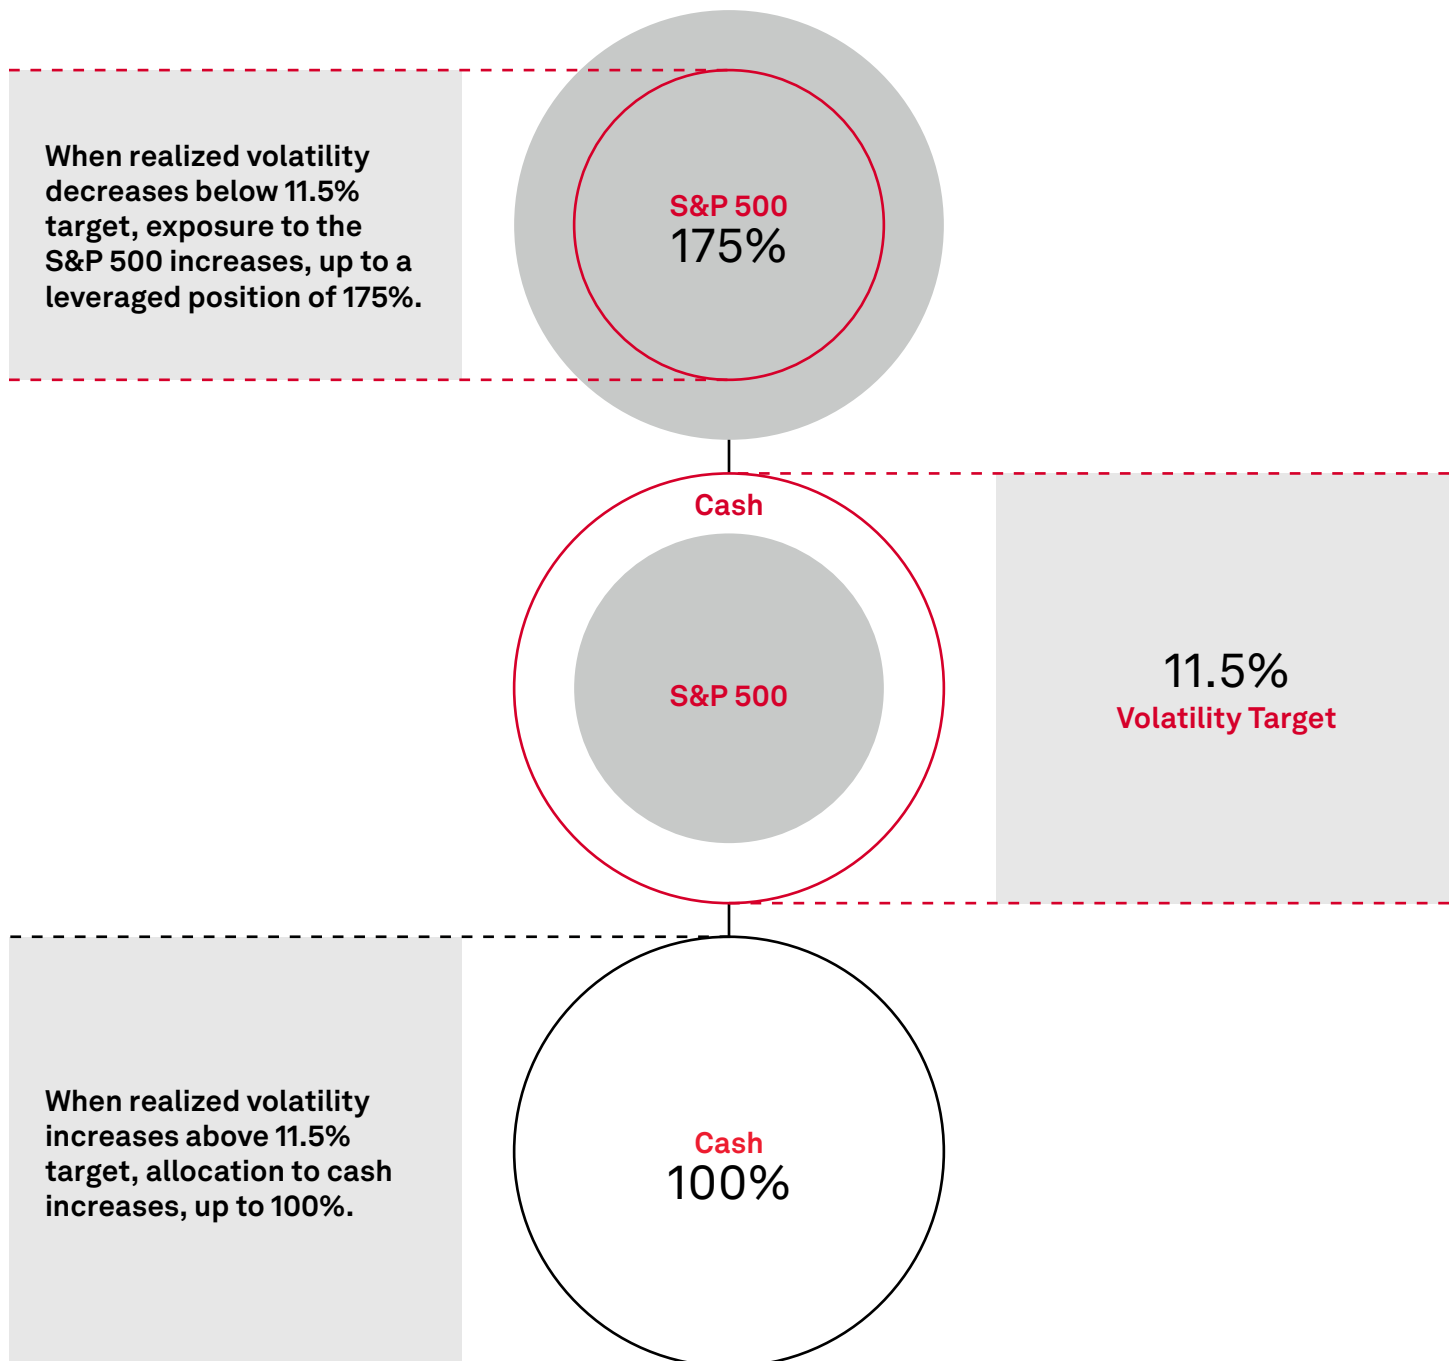 When realized volatility
decreases below 11.5%
target, exposure to the
S&P 500 increases, up to a
leveraged position of 175%.
S&P 500
175%
Cash
S&P 500
11.5%
Volatility Target
When realized volatility
increases above 11.5%
target, allocation to cash
increases, up to 100%.
Cash
100%